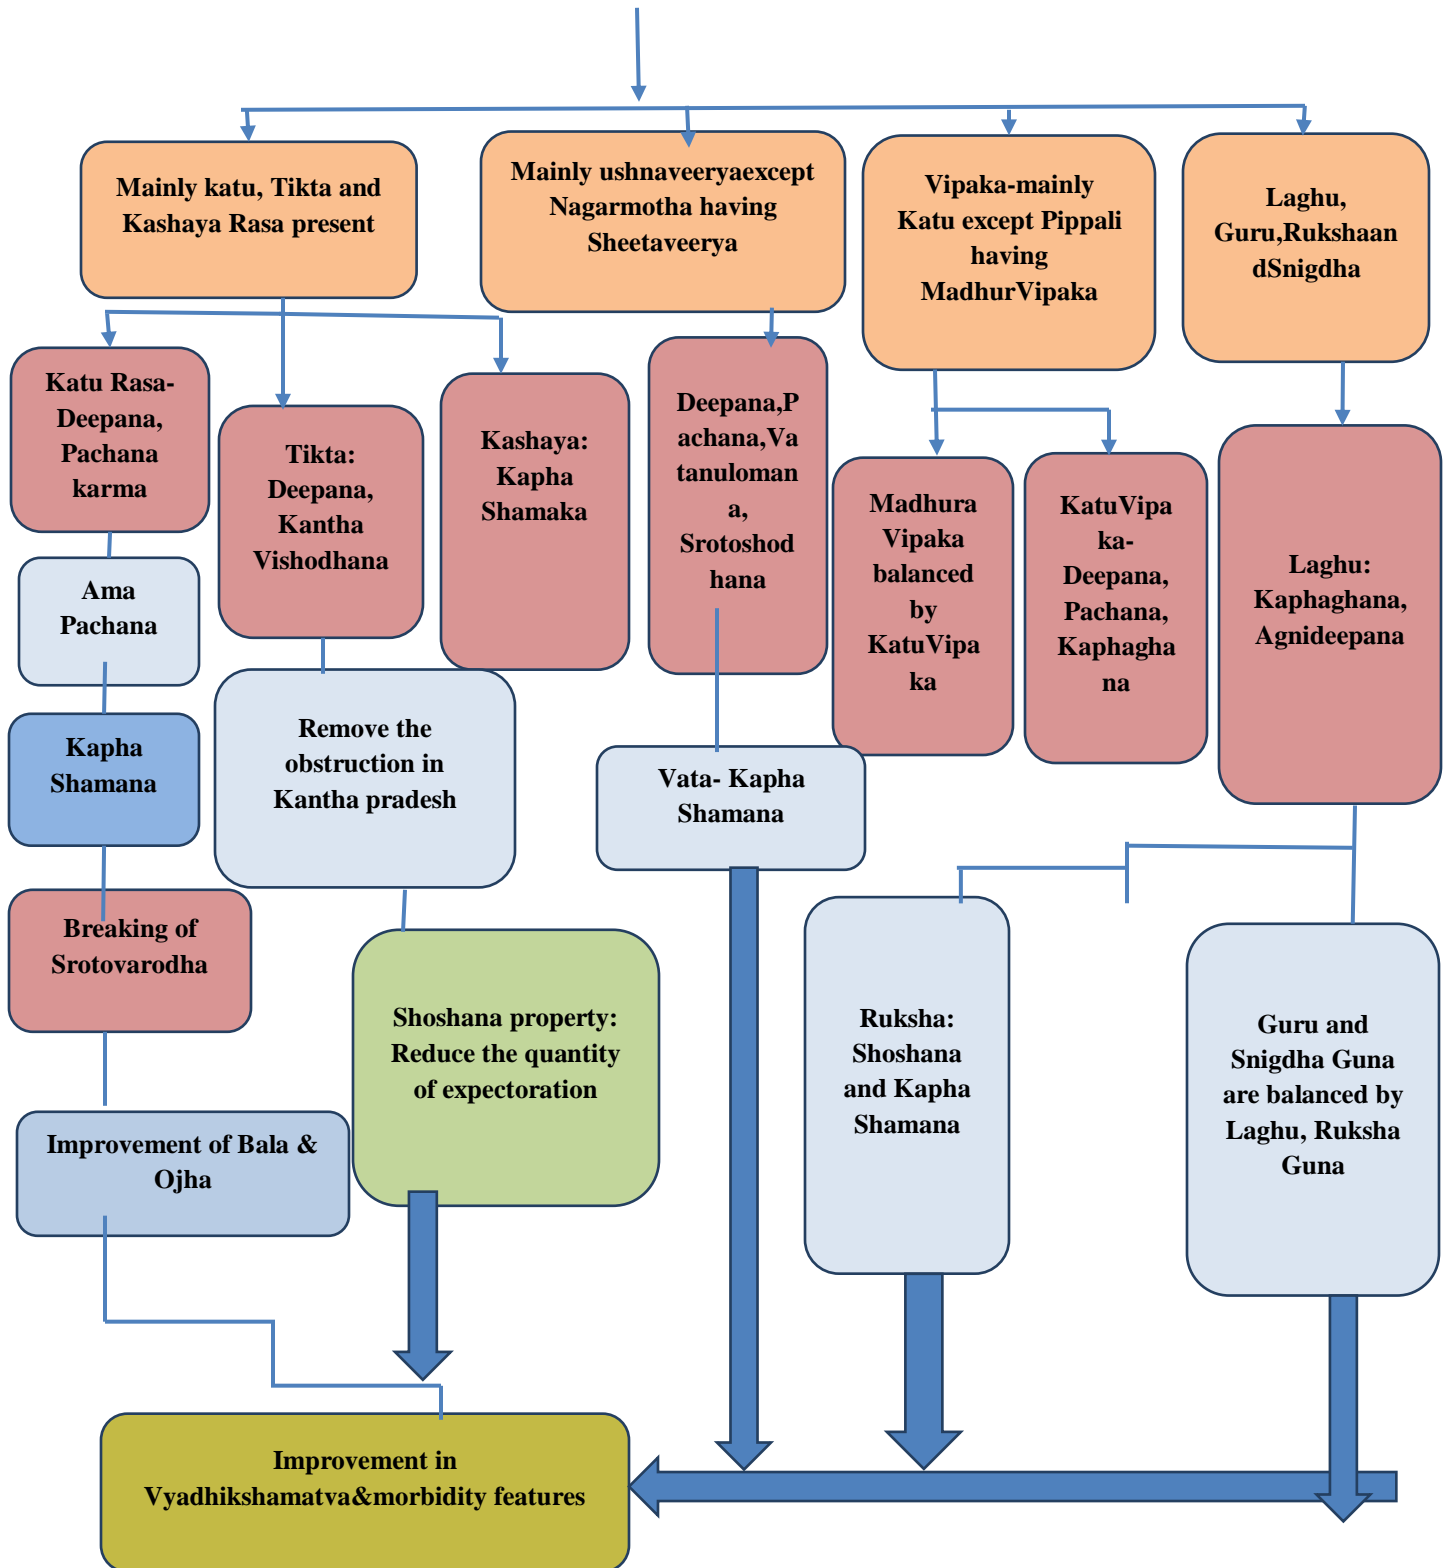 Mainly katu, Tikta and
Kashaya Rasa present
Mainly ushnaveeryaexcept
Nagarmotha having
Sheetaveerya
Vipaka-mainly
Katu except Pippali
having
MadhurVipaka
Laghu,
Guru,Rukshaan
dSnigdha
Katu Rasa-
Deepana,
Pachana
karma
Tikta:
Deepana,
Kantha
Vishodhana
Kashaya:
Kapha
Shamaka
Deepana,P
achana,Va
tanuloman
a,
Srotoshod
hana
Madhura
Vipaka
balanced
by
KatuVipa
ka
KatuVipa
ka-
Deepana,
Pachana,
Kaphagha
na
Laghu:
Kaphaghana,
Agnideepana
Ama
Pachana
Kapha
Shamana
Remove the
obstruction in
Kantha pradesh
Vata- Kapha
Shamana
Breaking of
Srotovarodha
Shoshana property:
Reduce the quantity
of expectoration
Ruksha:
Shoshana
and Kapha
Shamana
Guru and
Snigdha Guna
are balanced by
Laghu, Ruksha
Guna
Improvement of Bala &
Ojha
Improvement in
Vyadhikshamatva&morbidity features